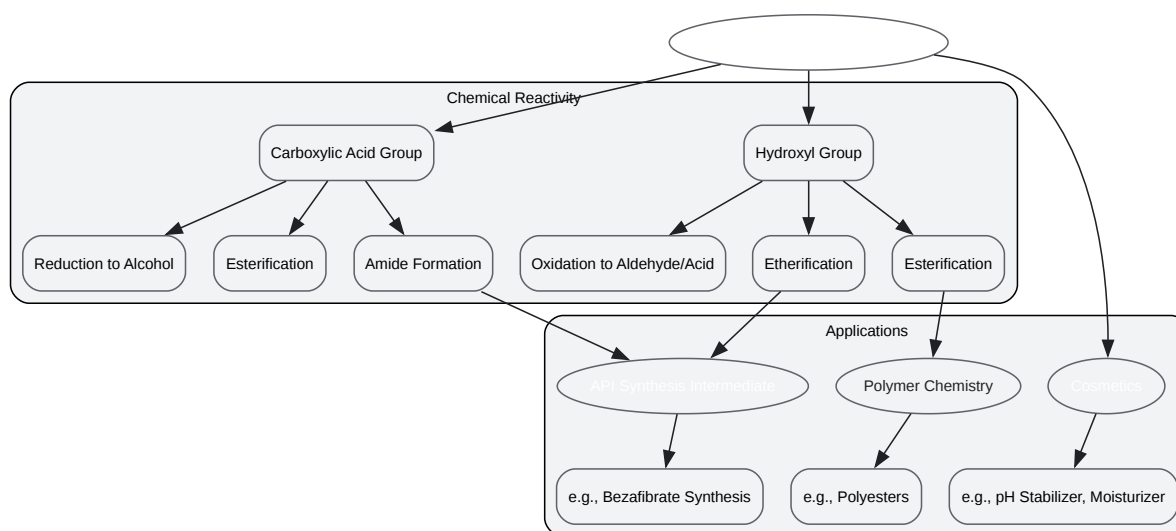 Chemical Reactivity
Carboxylic Acid Group
Hydroxyl Group
Reduction to Alcohol
Esterification
Amide Formation
Oxidation to Aldehyde/Acid
Etherification
Esterification
Applications
API Synthesis Intermediate
Polymer Chemistry
Cosmetics
e.g., Bezafibrate Synthesis
e.g., Polyesters
e.g., pH Stabilizer, Moisturizer